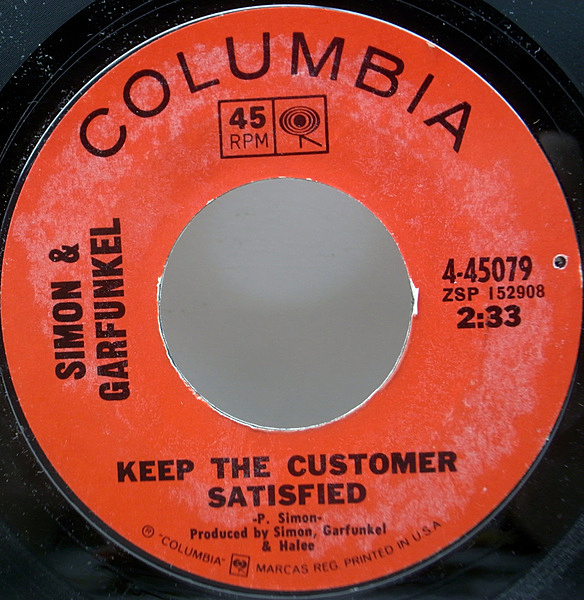 COLUMBIA
45
RPM
SIMON &
GARFUNKEL
4-45079
ZSP 152908
2:33
KEEP THE CUSTOMER
SATISFIED
-P. Simon-
Produced by Simon, Garfunkel
& Halee
Ⓡ "COLUMBIA" MARCAS REG. PRINTED IN U.S.A.